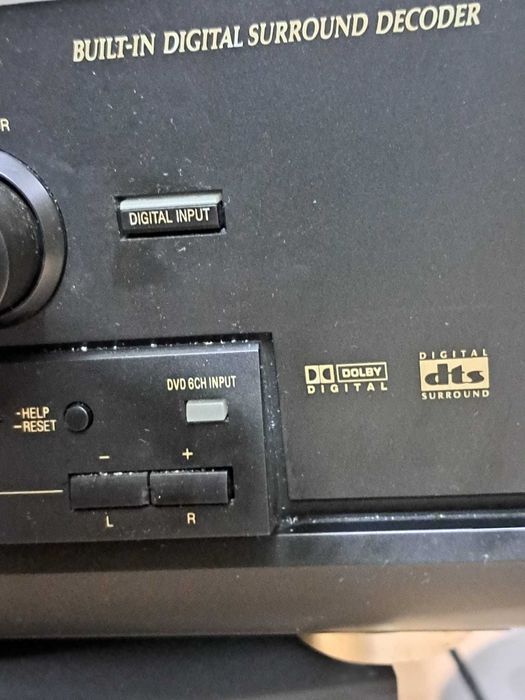 BUILT-IN DIGITAL SURROUND DECODER
R
DIGITAL INPUT
DVD 6CH INPUT
-HELP
-RESET
- +
L R
DOLBY
DIGITAL
DIGITAL
dts
SURROUND